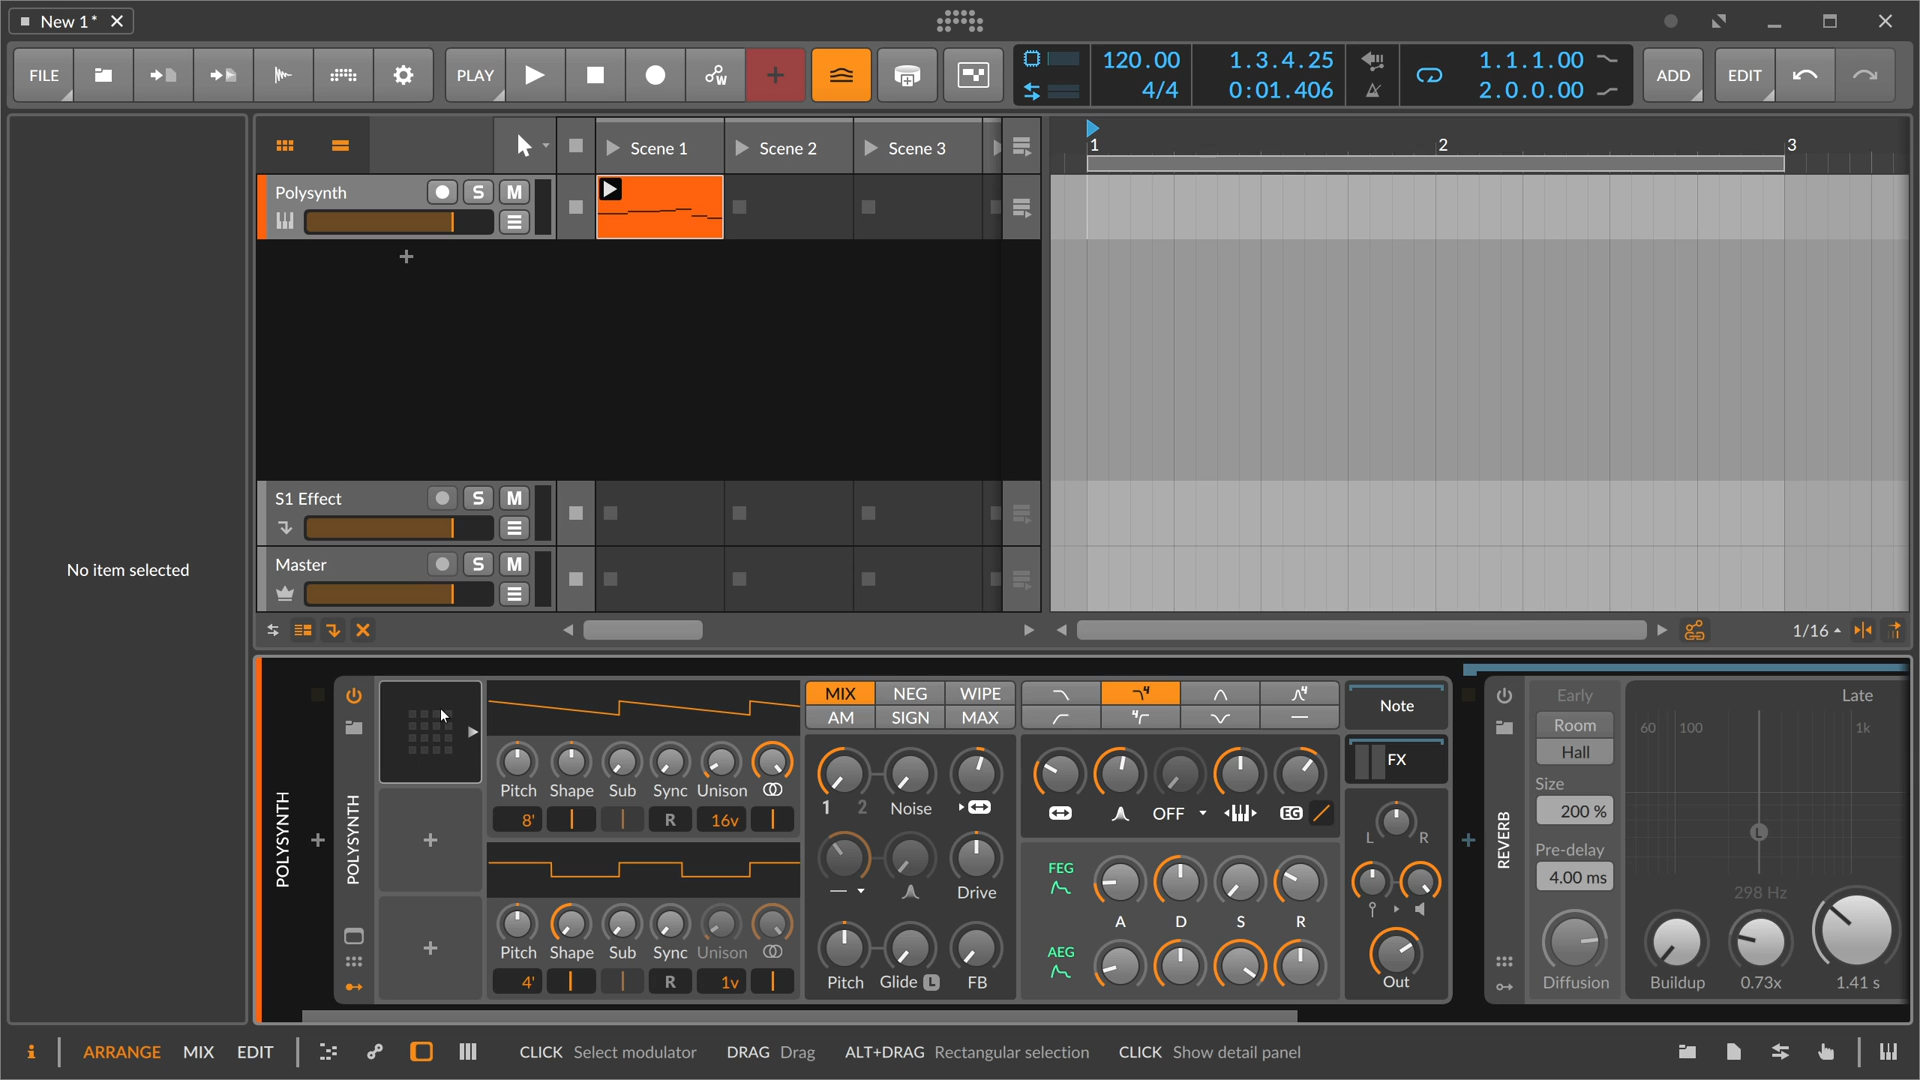 New 1*
FILE
PLAY
120.00
4/4
1.3.4.25
0:01.406
1.1.1.00
2.0.0.00
ADD
EDIT
Scene 1
Scene 2
Scene 3
1
2
3
Polysynth
S
M
S1 Effect
S
M
Master
S
M
No item selected
1/16
POLYSYNTH
POLYSYNTH
Pitch
Shape
Sub
Sync
Unison
8'
R
16v
Pitch
Shape
Sub
Sync
Unison
4'
R
1v
MIX
NEG
WIPE
AM
SIGN
MAX
1
2
Noise
Drive
Pitch
Glide
L
FB
4
4
4
OFF
EG
FEG
A
D
S
R
AEG
Note
FX
L
R
Out
REVERB
Early
Room
Hall
Size
200 %
Pre-delay
4.00 ms
Diffusion
Late
60
100
1k
L
298 Hz
Buildup
0.73x
1.41 s
i
ARRANGE
MIX
EDIT
CLICK Select modulator
DRAG Drag
ALT+DRAG Rectangular selection
CLICK Show detail panel